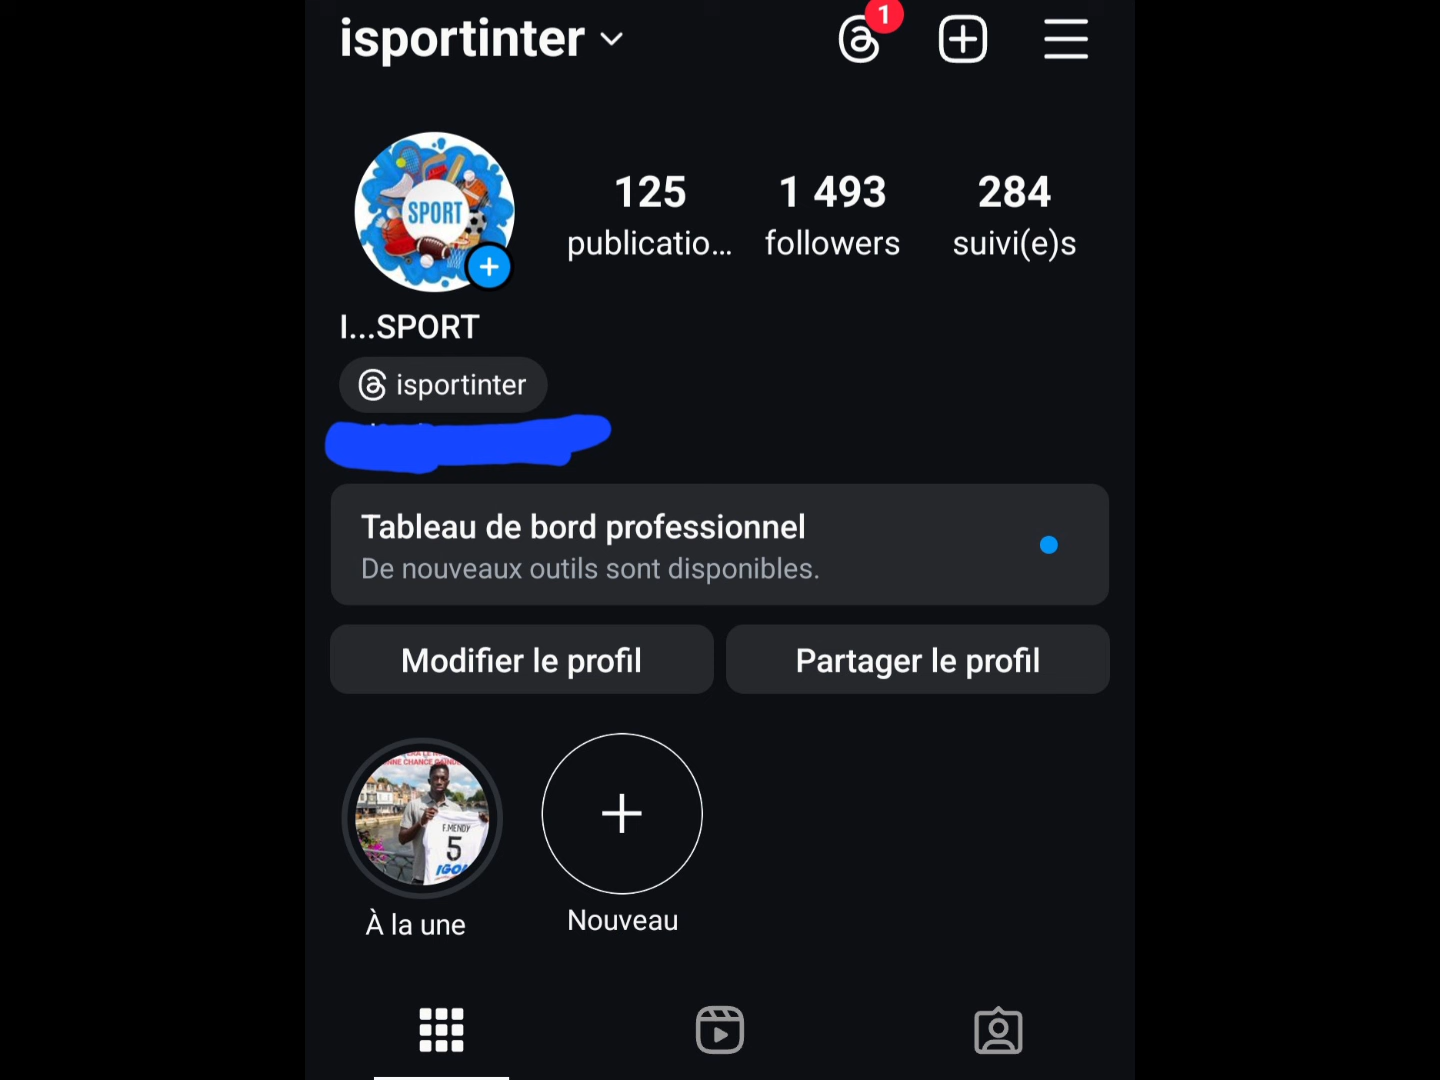 isportinter
1
SPORT
125
1 493
284
publicatio...
followers
suivi(e)s
I...SPORT
isportinter
Tableau de bord professionnel
De nouveaux outils sont disponibles.
Modifier le profil
Partager le profil
F.MENDY
5
IGOL
À la une
Nouveau